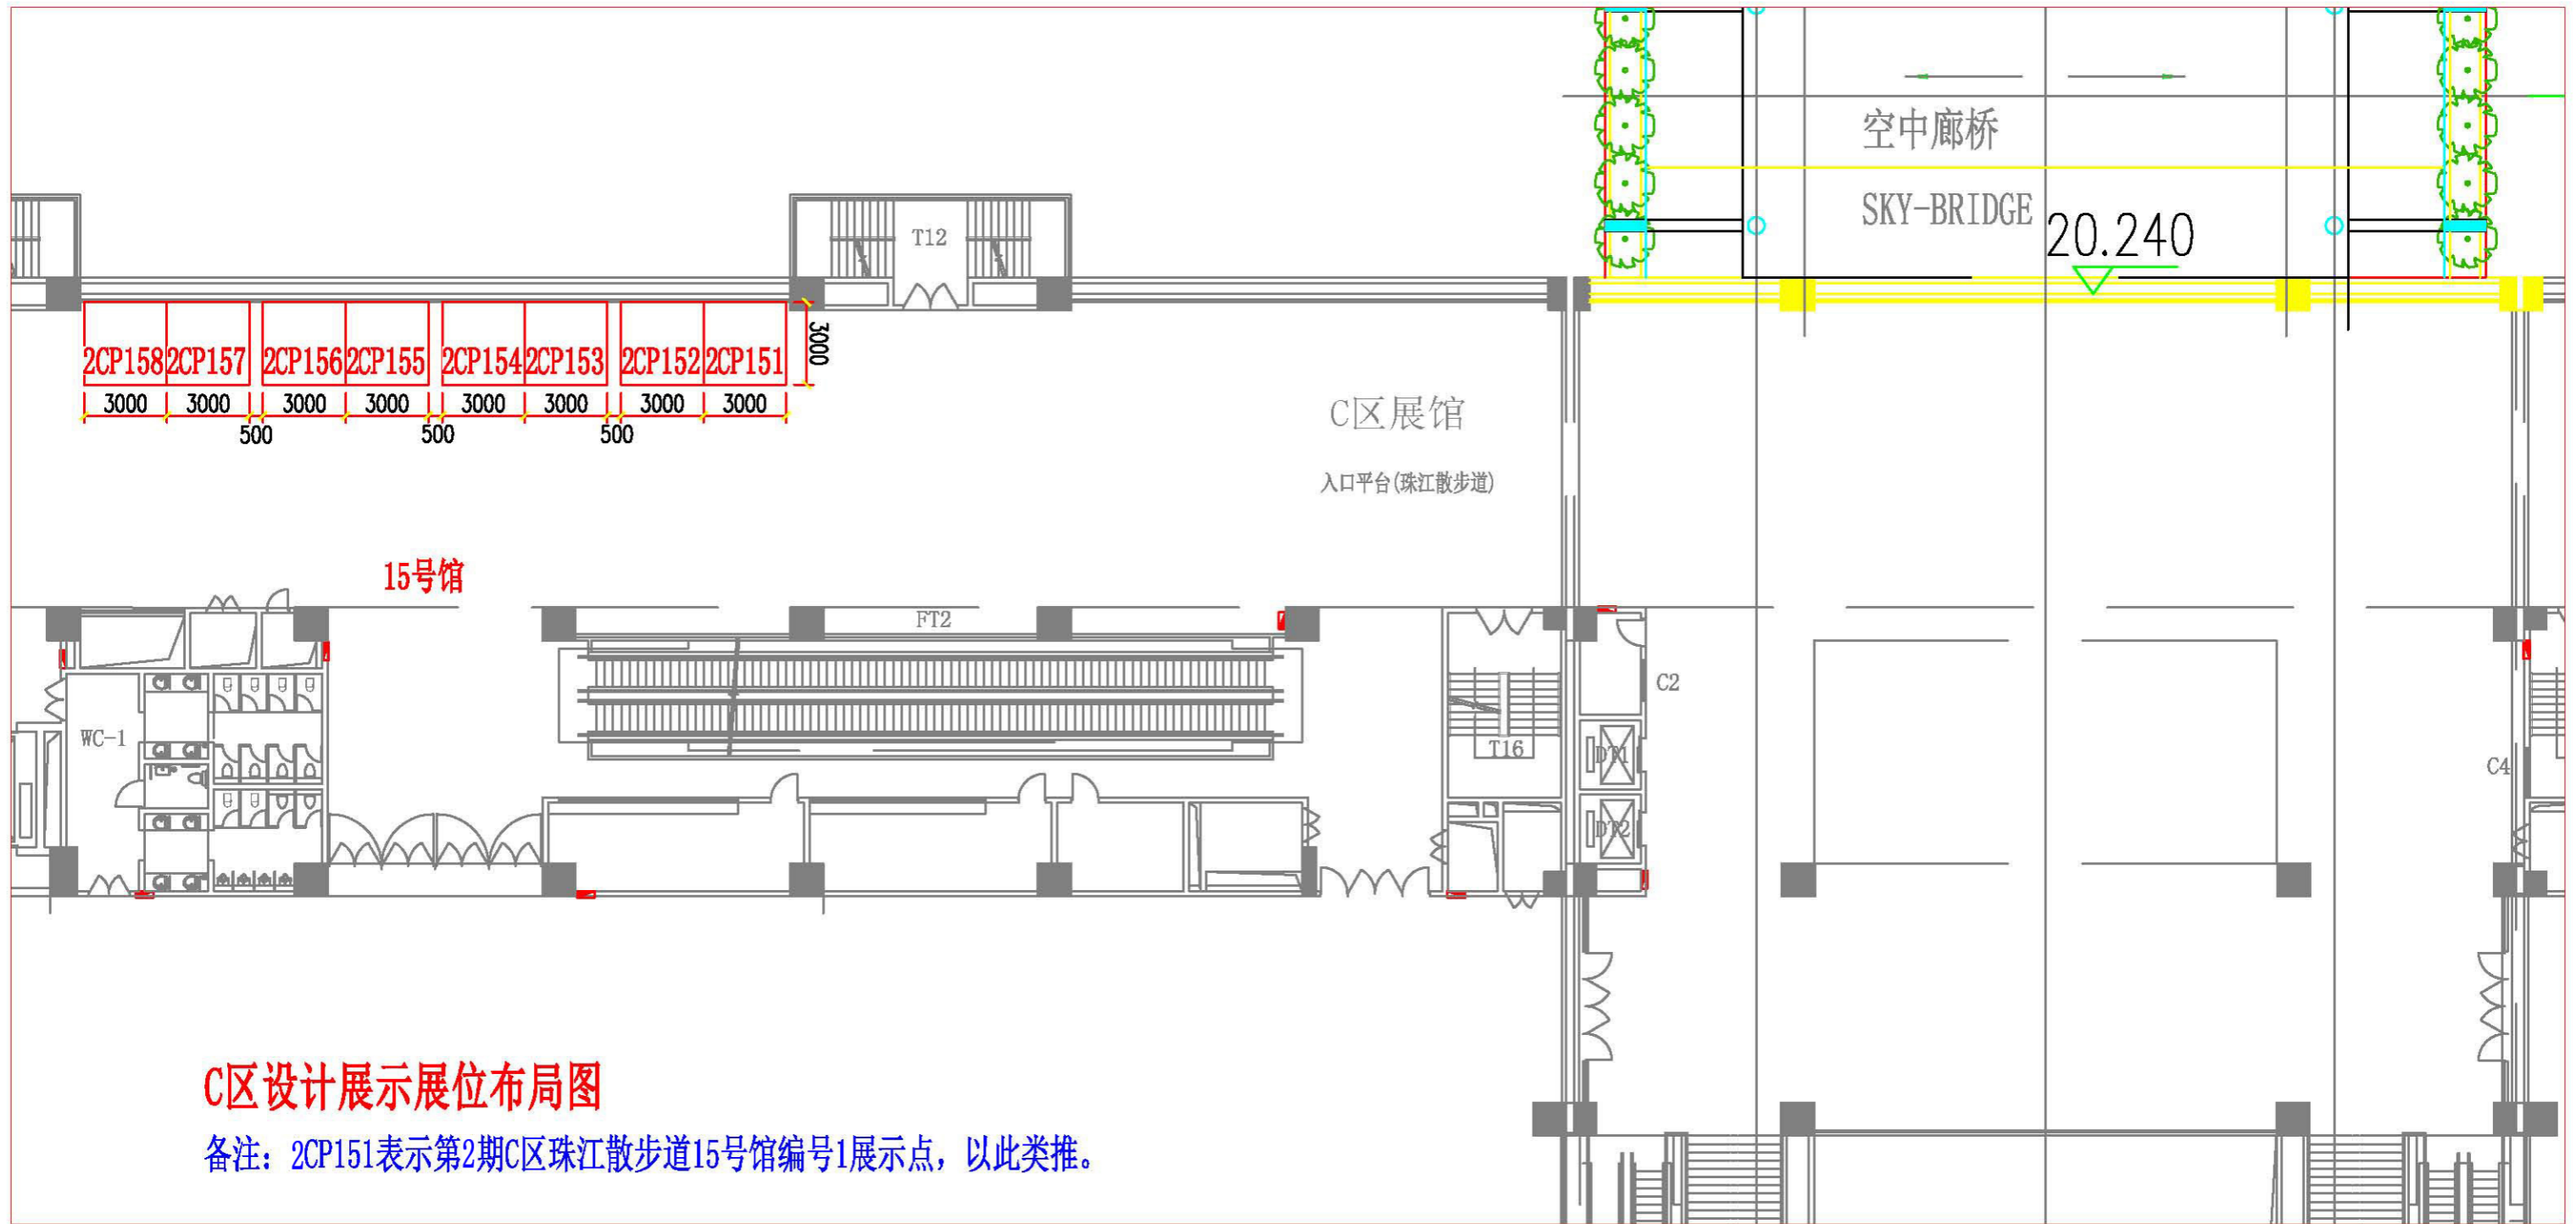 空中廊桥
SKY-BRIDGE
20.240
T12
2CP158 2CP157 2CP156 2CP155 2CP154 2CP153 2CP152 2CP151
3000
3000 3000 3000 3000 3000 3000 3000 3000
500 500 500
C区展馆
入口平台(珠江散步道)
15号馆
FT2
C2
WC-1
T16
DT1
C4
DT2
C区设计展示展位布局图
备注：2CP151表示第2期C区珠江散步道15号馆编号1展示点，以此类推。